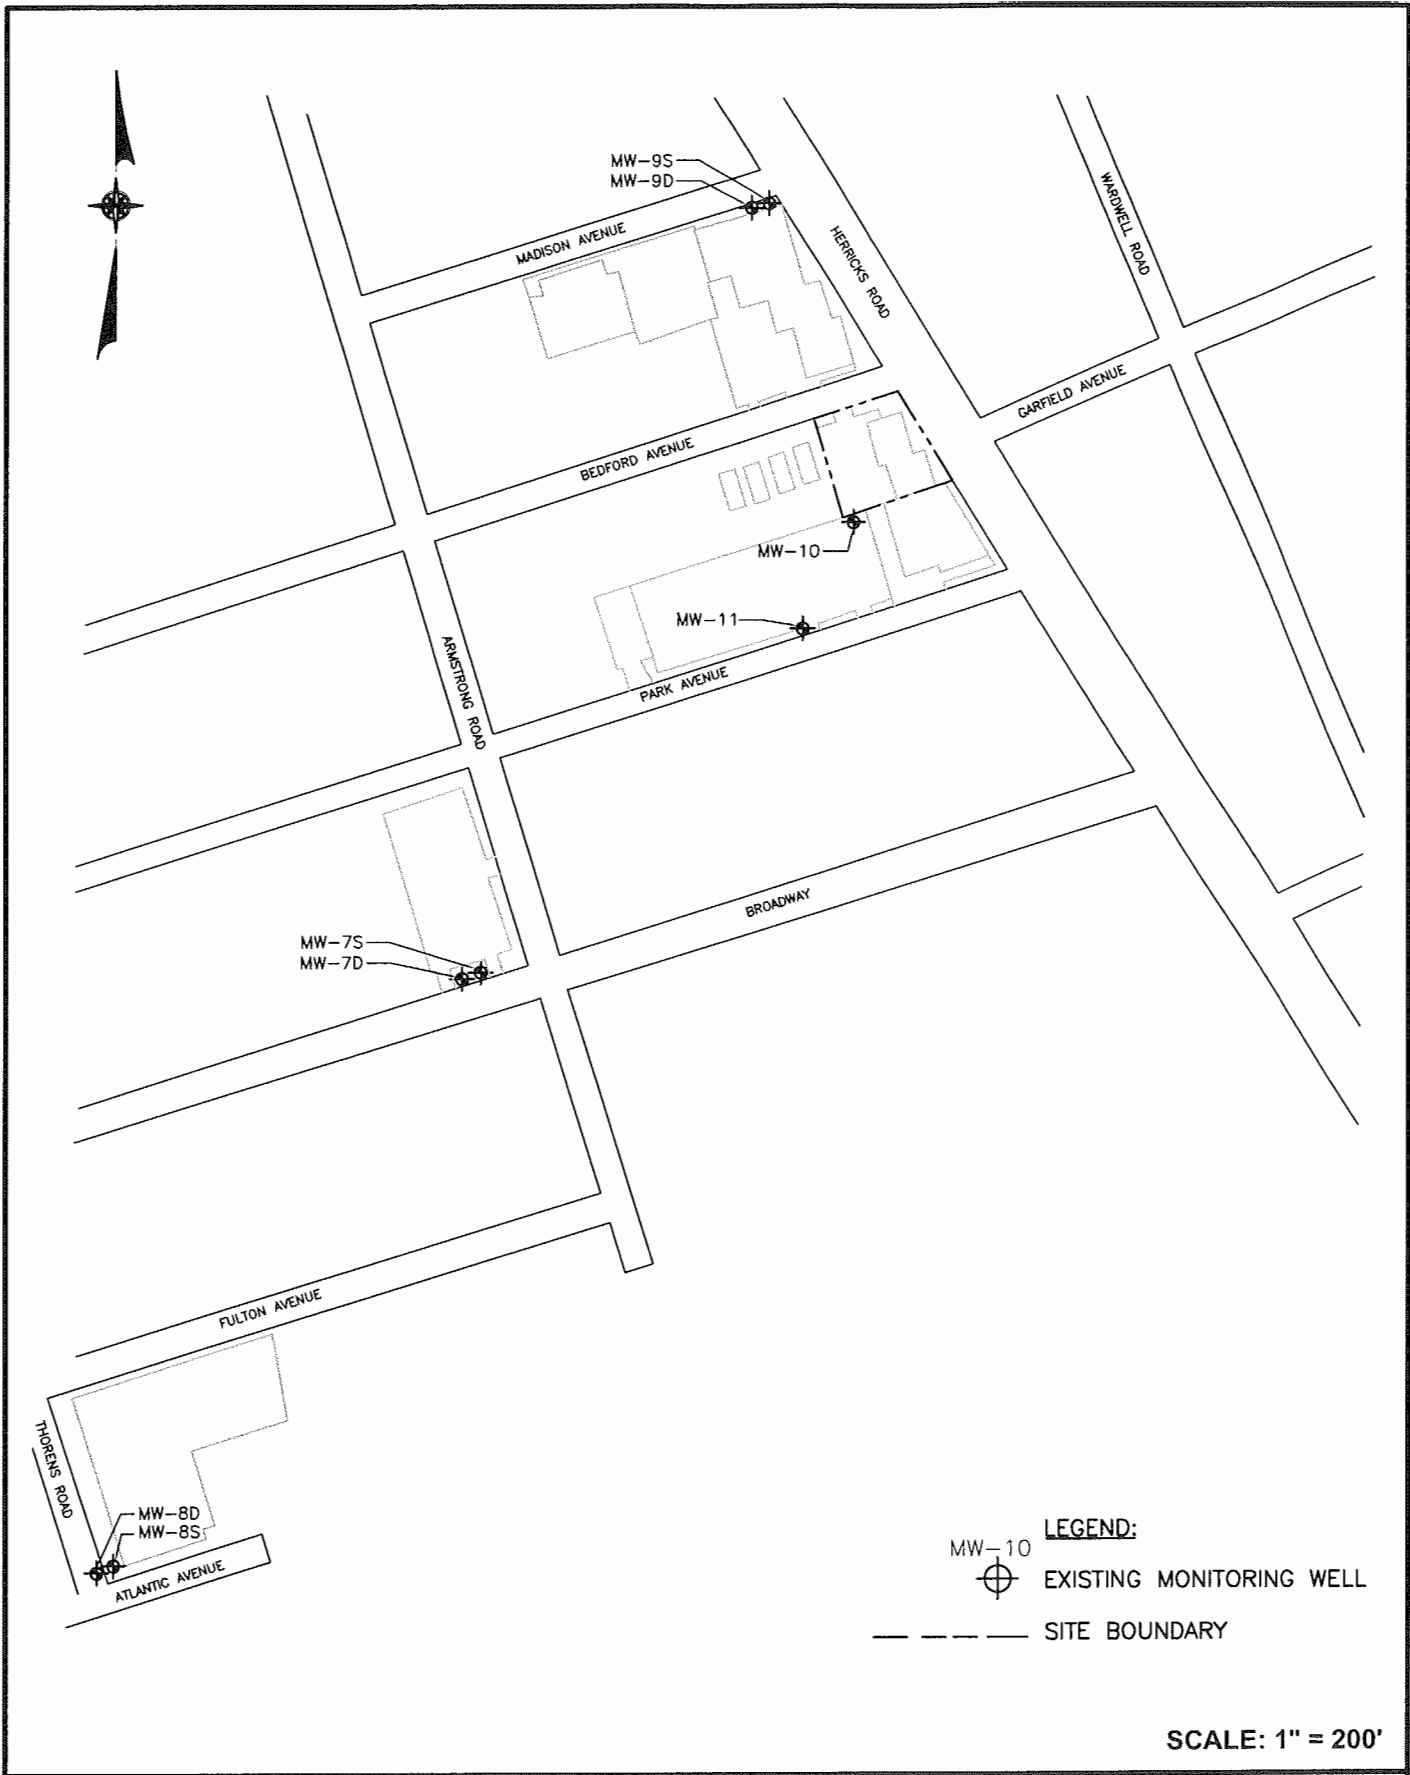 MW-9S
MW-9D
MADISON AVENUE
HERRICKS ROAD
WARDWELL ROAD
GARFIELD AVENUE
BEDFORD AVENUE
MW-10
MW-11
ARMSTRONG ROAD
PARK AVENUE
BROADWAY
MW-7S
MW-7D
FULTON AVENUE
THORENS ROAD
MW-8D
MW-8S
ATLANTIC AVENUE
LEGEND:
MW-10
EXISTING MONITORING WELL
SITE BOUNDARY
SCALE: 1" = 200'